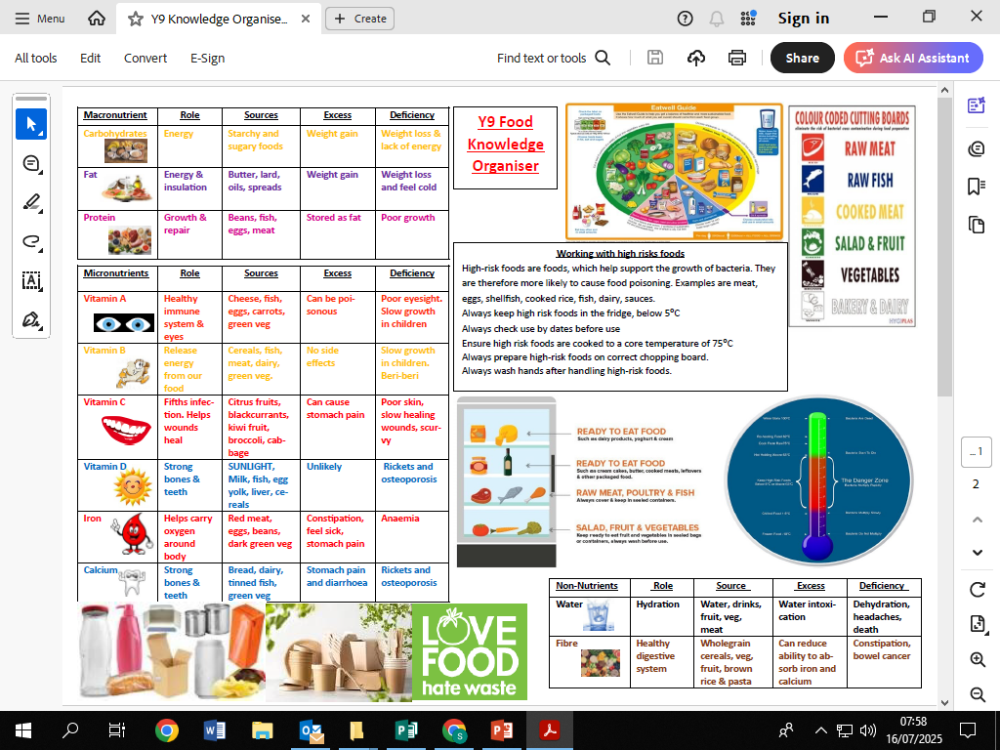 Menu
Y9 Knowledge Organise...
Create
Sign in
All tools
Edit
Convert
E-Sign
Find text or tools
Share
Ask AI Assistant
Macronutrient Role Sources Excess Deficiency
Carbohydrates Energy Starchy and sugary foods Weight gain Weight loss & lack of energy
Fat Energy & insulation Butter, lard, oils, spreads Weight gain Weight loss and feel cold
Protein Growth & repair Beans, fish, eggs, meat Stored as fat Poor growth
Micronutrients Role Sources Excess Deficiency
Vitamin A Healthy immune system & eyes Cheese, fish, eggs, carrots, green veg Can be poi-sonous Poor eyesight. Slow growth in children
Vitamin B Release energy from our food Cereals, fish, meat, dairy, green veg. No side effects Slow growth in children. Beri-beri
Vitamin C Fifths infec-tion. Helps wounds heal Citrus fruits, blackcurrants, kiwi fruit, broccoli, cab-bage Can cause stomach pain Poor skin, slow healing wounds, scur-vy
Vitamin D Strong bones & teeth SUNLIGHT, Milk, fish, egg yolk, liver, ce-reals Unlikely Rickets and osteoporosis
Iron Helps carry oxygen around body Red meat, eggs, beans, dark green veg Constipation, feel sick, stomach pain Anaemia
Calcium Strong bones & teeth Bread, dairy, tinned fish, green veg Stomach pain and diarrhoea Rickets and osteoporosis
Y9 Food
Knowledge
Organiser
Eatwell Guide
COLOUR CODED CUTTING BOARDS
eliminate the risk of bacterial cross contamination during food preparation
RAW MEAT
RAW FISH
COOKED MEAT
SALAD & FRUIT
VEGETABLES
BAKERY & DAIRY
HYGIPLAS
Working with high risks foods
High-risk foods are foods, which help support the growth of bacteria. They
are therefore more likely to cause food poisoning. Examples are meat,
eggs, shellfish, cooked rice, fish, dairy, sauces.
Always keep high risk foods in the fridge, below 5⁰C
Always check use by dates before use
Ensure high risk foods are cooked to a core temperature of 75⁰C
Always prepare high-risk foods on correct chopping board.
Always wash hands after handling high-risk foods.
READY TO EAT FOOD
Such as dairy products, yoghurt & cream
READY TO EAT FOOD
Such as cream cakes, butter, cooked meats, leftovers
& other packaged food.
RAW MEAT, POULTRY & FISH
Always cover & keep in sealed containers.
SALAD, FRUIT & VEGETABLES
Keep ready to eat fruit and vegetables in sealed bags
or containers, always wash before use.
The Danger Zone
Non-Nutrients Role Source Excess Deficiency
Water Hydration Water, drinks, fruit, veg, meat Water intoxi-cation Dehydration, headaches, death
Fibre Healthy digestive system Wholegrain cereals, veg, fruit, brown rice & pasta Can reduce ability to ab-sorb iron and calcium Constipation, bowel cancer
LOVE
FOOD
hate waste
...1
2
07:58
16/07/2025